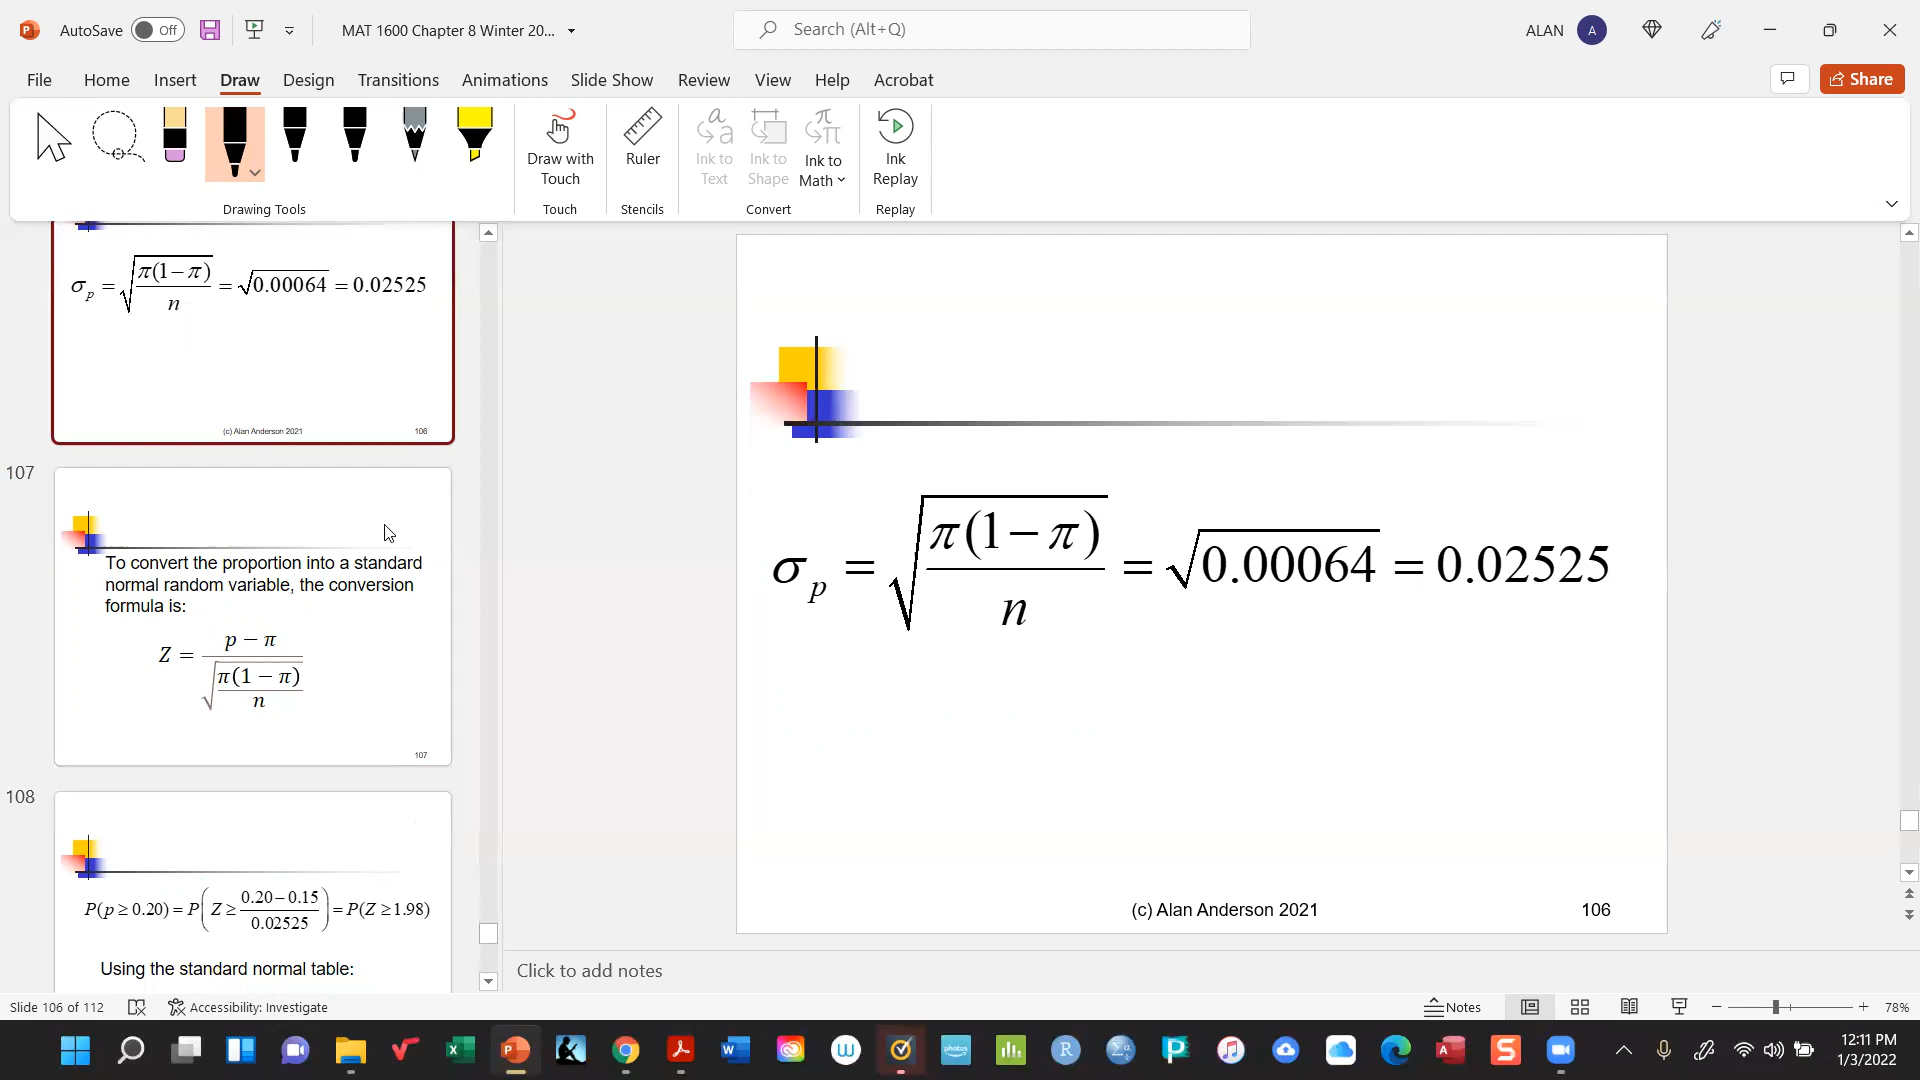 AutoSave Off MAT 1600 Chapter 8 Winter 20... Search (Alt+Q) ALAN A
File Home Insert Draw Design Transitions Animations Slide Show Review View Help Acrobat Share
Draw with Touch
Ruler
Ink to Text
Ink to Shape
Ink to Math
Ink Replay
Drawing Tools Touch Stencils Convert Replay
σp = √(π(1−π)/n) = √0.00064 = 0.02525
(c) Alan Anderson 2021 106
107
To convert the proportion into a standard
normal random variable, the conversion
formula is:
Z = (p − π)/√(π(1 − π)/n)
107
108
P(p ≥ 0.20) = P(Z ≥ (0.20 − 0.15)/0.02525) = P(Z ≥ 1.98)
Using the standard normal table:
σp = √(π(1−π)/n) = √0.00064 = 0.02525
(c) Alan Anderson 2021 106
Click to add notes
Slide 106 of 112 Accessibility: Investigate Notes 78%
12:11 PM
1/3/2022